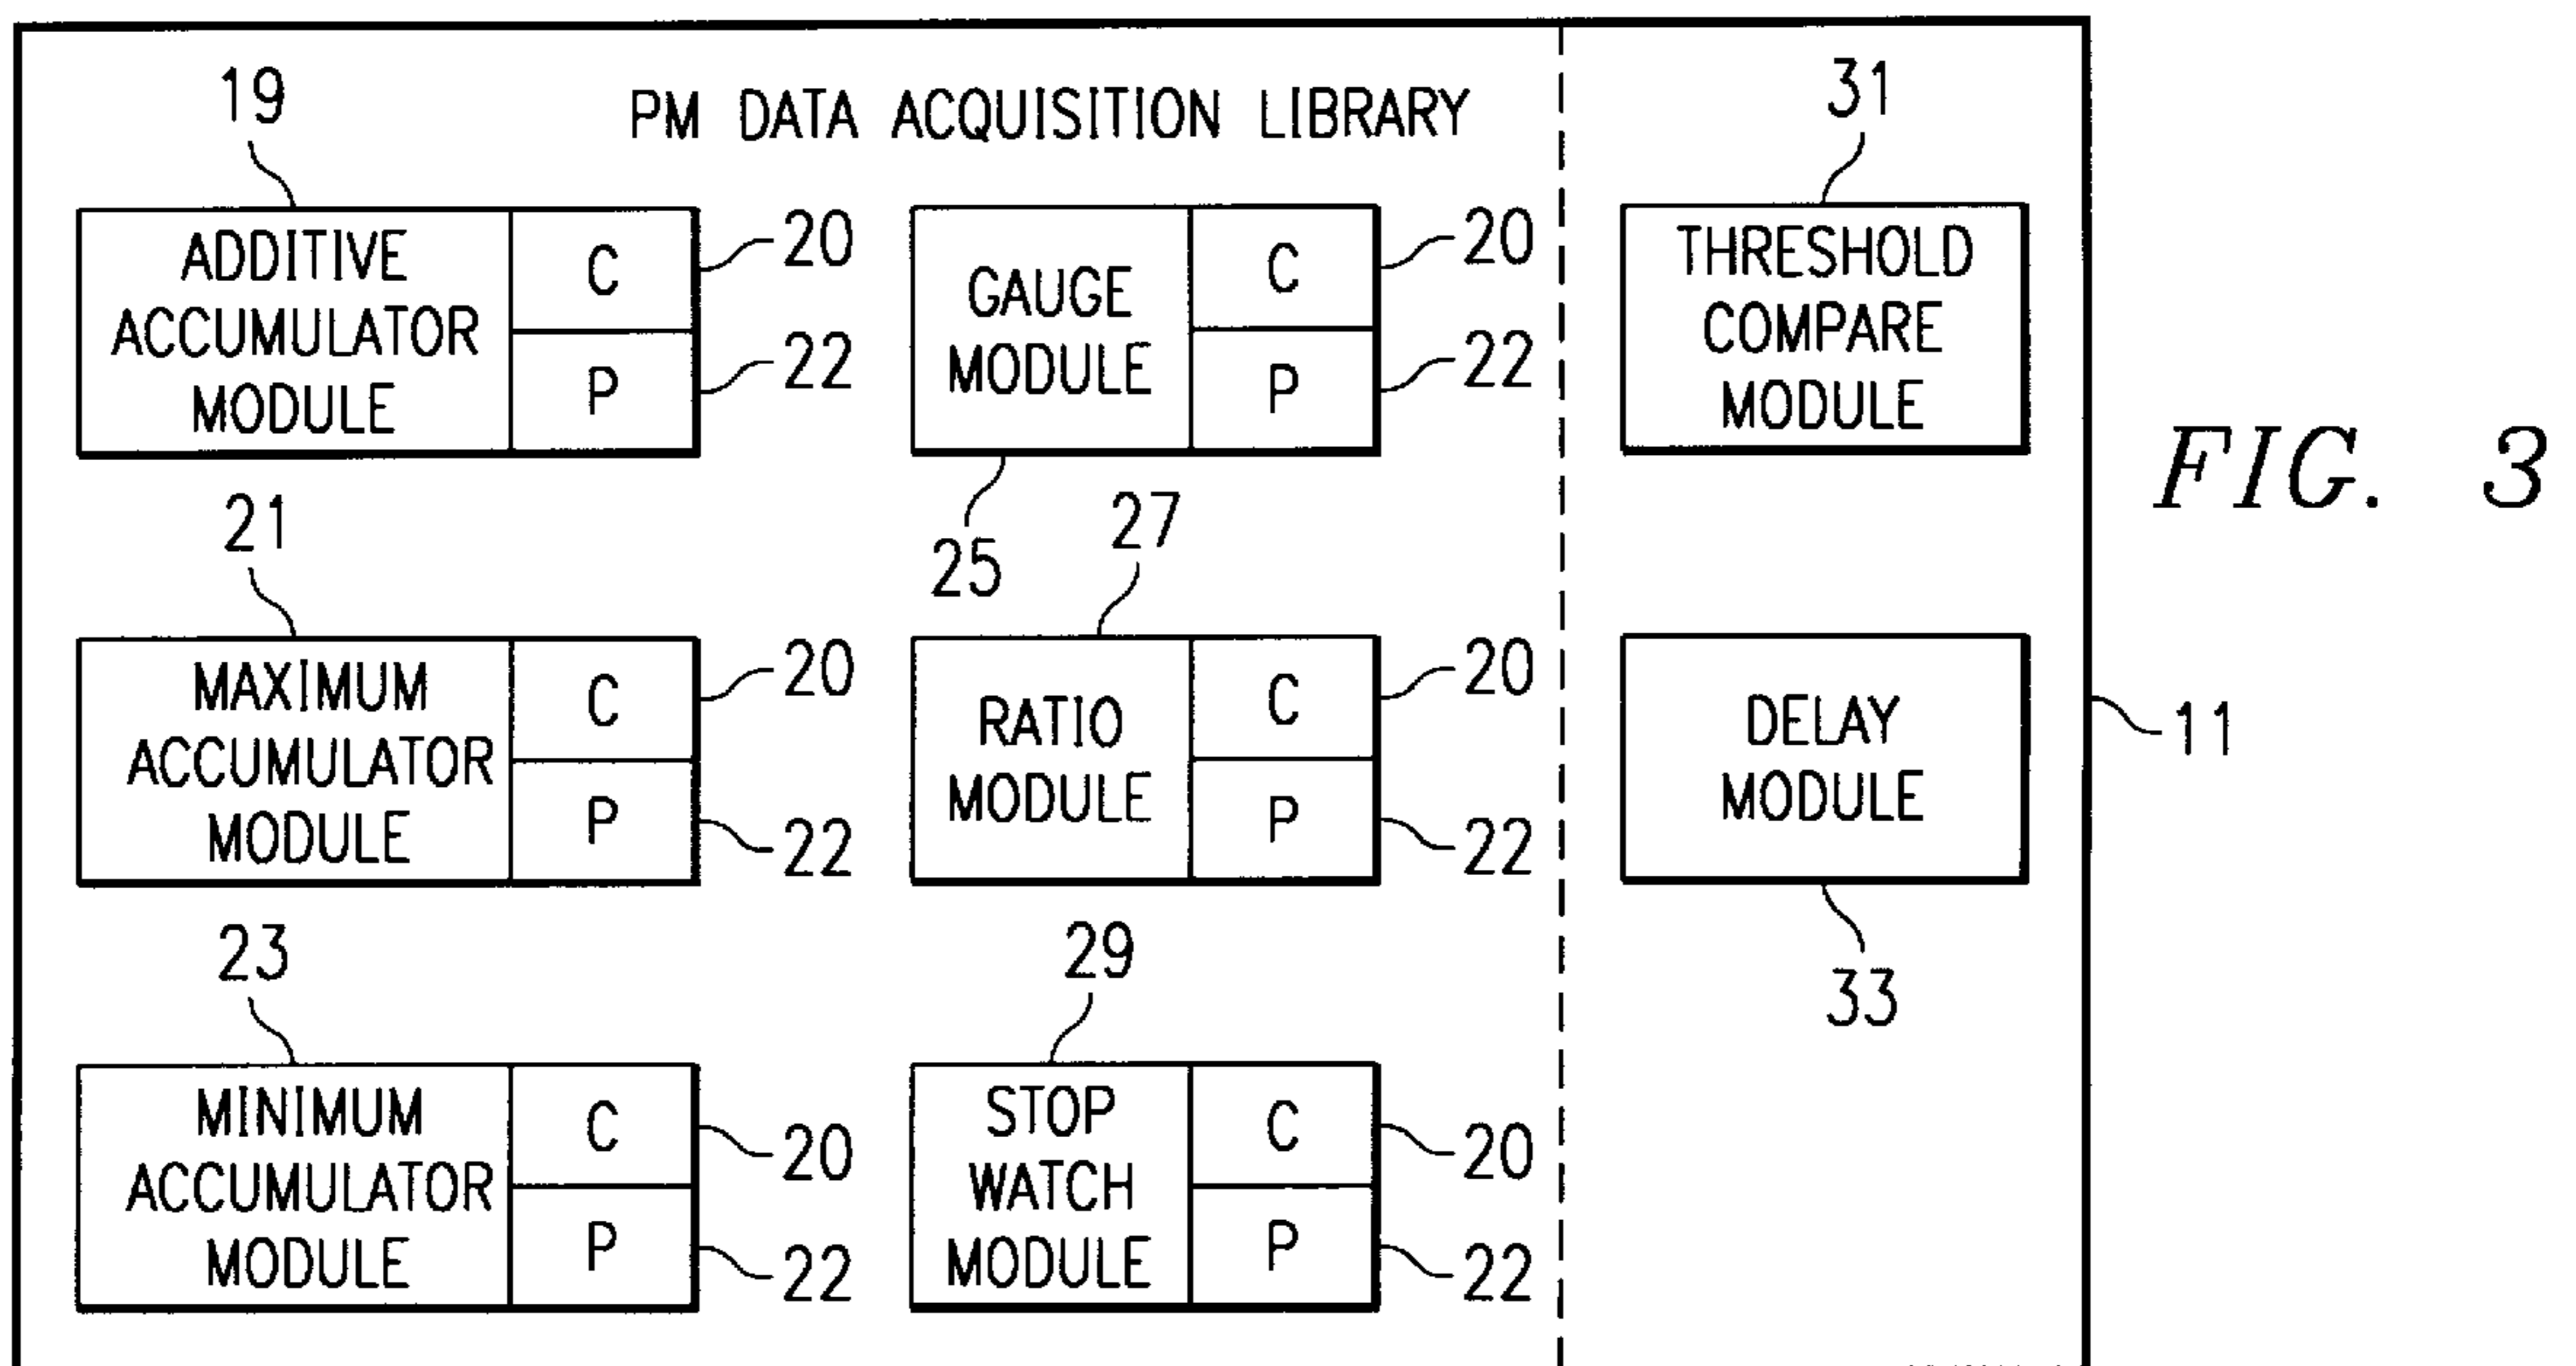 PM DATA ACQUISITION LIBRARY
19
ADDITIVE
ACCUMULATOR
MODULE
C
P
20
22
21
MAXIMUM
ACCUMULATOR
MODULE
C
P
20
22
23
MINIMUM
ACCUMULATOR
MODULE
C
P
20
22
GAUGE
MODULE
C
P
20
22
25
27
RATIO
MODULE
C
P
20
22
29
STOP
WATCH
MODULE
C
P
20
22
31
THRESHOLD
COMPARE
MODULE
DELAY
MODULE
33
11
FIG. 3